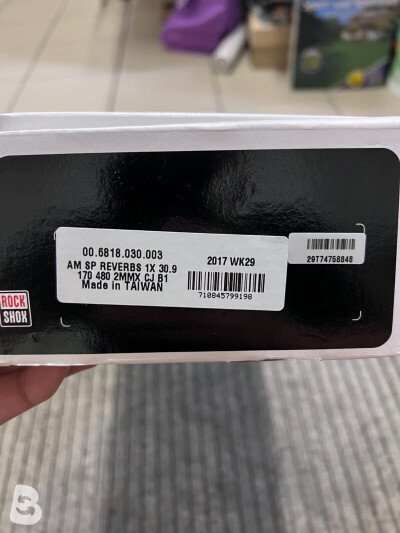 00.6818.030.003
2017 WK29
AM SP REVERBS 1X 30.9
170 480 2MMX CJ B1
Made in TAIWAN
710845799198
29T74758848
ROCK
SHOX